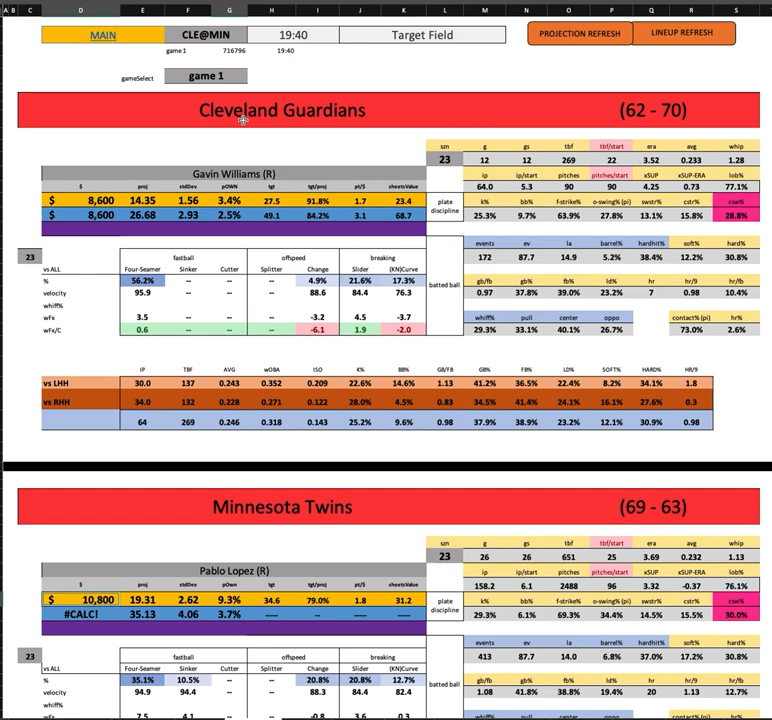 A B C D E F G H I J K L M N O P Q R S
MAIN CLE@MIN 19:40 Target Field PROJECTION REFRESH LINEUP REFRESH
game 1 716796 19:40
gameSelect game 1
Cleveland Guardians (62 - 70)
szn g gs tbf tbf/start era avg whip
23 12 12 269 22 3.52 0.233 1.28
Gavin Williams (R) ip ip/start pitches pitches/start xSUP xSUP-ERA lob%
$ proj stdDev pOWN tgt tgt/proj pt/$ sheetsValue 64.0 5.3 90 90 4.25 0.73 77.1%
$ 8,600 14.35 1.56 3.4% 27.5 91.8% 1.7 23.4 plate discipline k% bb% f-strike% o-swing% (pi) swstr% cstr% csw%
$ 8,600 26.68 2.93 2.5% 49.1 84.2% 3.1 68.7 25.3% 9.7% 63.9% 27.8% 13.1% 15.8% 28.8%
events ev la barrel% hardhit% soft% hard%
23 fastball offspeed breaking 172 87.7 14.9 5.2% 38.4% 12.2% 30.8%
vs ALL Four-Seamer Sinker Cutter Splitter Change Slider (KN)Curve
% 56.2% -- -- -- 4.9% 21.6% 17.3% batted ball gb/fb gb% fb% ld% hr hr/9 hr/fb
velocity 95.9 -- -- -- 88.6 84.4 76.3 0.97 37.8% 39.0% 23.2% 7 0.98 10.4%
whiff%
wFx 3.5 -- -- -- -3.2 4.5 -3.7 whiff% pull center oppo contact% (pi) hr%
wFx/C 0.6 -- -- -- -6.1 1.9 -2.0 29.3% 33.1% 40.1% 26.7% 73.0% 2.6%
IP TBF AVG wOBA ISO K% BB% GB/FB GB% FB% LD% SOFT% HARD% HR/9
vs LHH 30.0 137 0.243 0.352 0.209 22.6% 14.6% 1.13 41.2% 36.5% 22.4% 8.2% 34.1% 1.8
vs RHH 34.0 132 0.228 0.271 0.122 28.0% 4.5% 0.83 34.5% 41.4% 24.1% 16.1% 27.6% 0.3
64 269 0.246 0.318 0.143 25.2% 9.6% 0.98 37.9% 38.9% 23.2% 12.1% 30.9% 0.98
Minnesota Twins (69 - 63)
szn g gs tbf tbf/start era avg whip
23 26 26 651 25 3.69 0.232 1.13
Pablo Lopez (R) ip ip/start pitches pitches/start xSUP xSUP-ERA lob%
$ proj stdDev pOwn tgt tgt/proj pt/$ sheetsValue 158.2 6.1 2488 96 3.32 -0.37 76.1%
$ 10,800 19.31 2.62 9.3% 34.6 79.0% 1.8 31.2 plate discipline k% bb% f-strike% o-swing% (pi) swstr% cstr% csw%
#CALC! 35.13 4.06 3.7% ---- -- -- -- 29.3% 6.1% 69.3% 34.4% 14.5% 15.5% 30.0%
events ev la barrel% hardhit% soft% hard%
23 fastball offspeed breaking 413 87.7 14.0 6.8% 37.0% 17.2% 30.8%
vs ALL Four-Seamer Sinker Cutter Splitter Change Slider (KN)Curve
% 35.1% 10.5% -- -- 20.8% 20.8% 12.7% batted ball gb/fb gb% fb% ld% hr hr/9 hr/fb
velocity 94.9 94.4 -- -- 88.3 84.4 82.4 1.08 41.8% 38.8% 19.4% 20 1.13 12.7%
whiff%
wFx 7.5 4.1 -- -- -0.8 3.6 0.3 whiff% pull center oppo contact% (pi) hr%